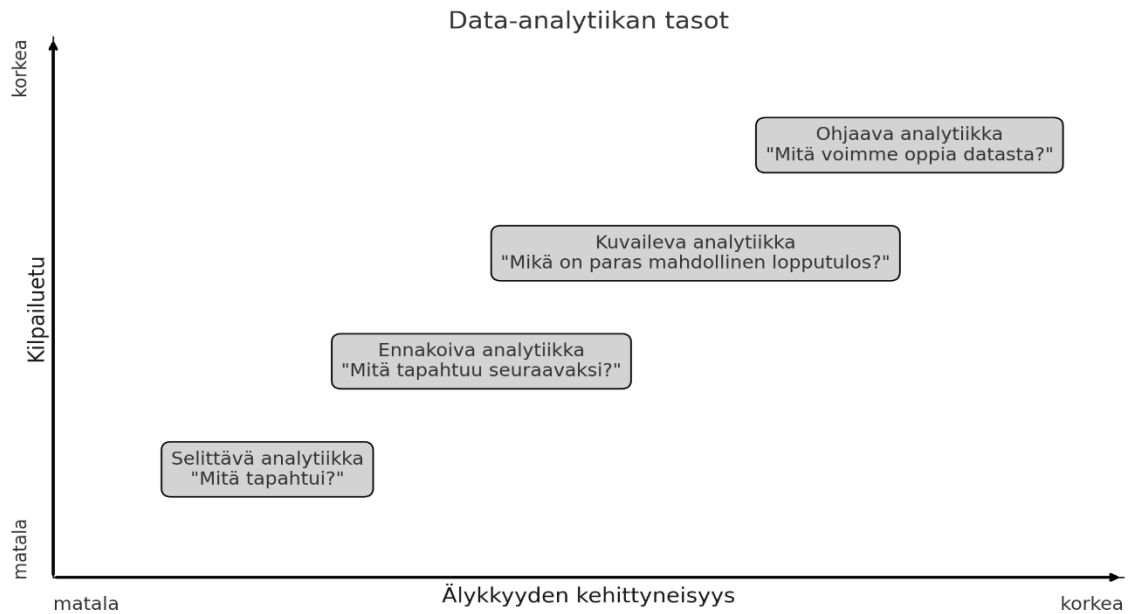 Data-analytiikan tasot
korkea
Ohjaava analytiikka
"Mitä voimme oppia datasta?"
Kuvaileva analytiikka
"Mikä on paras mahdollinen lopputulos?"
Kilpailuetu
Ennakoiva analytiikka
"Mitä tapahtuu seuraavaksi?"
Selittävä analytiikka
"Mitä tapahtui?"
matala
matala
Älykkyyden kehittyneisyys
korkea